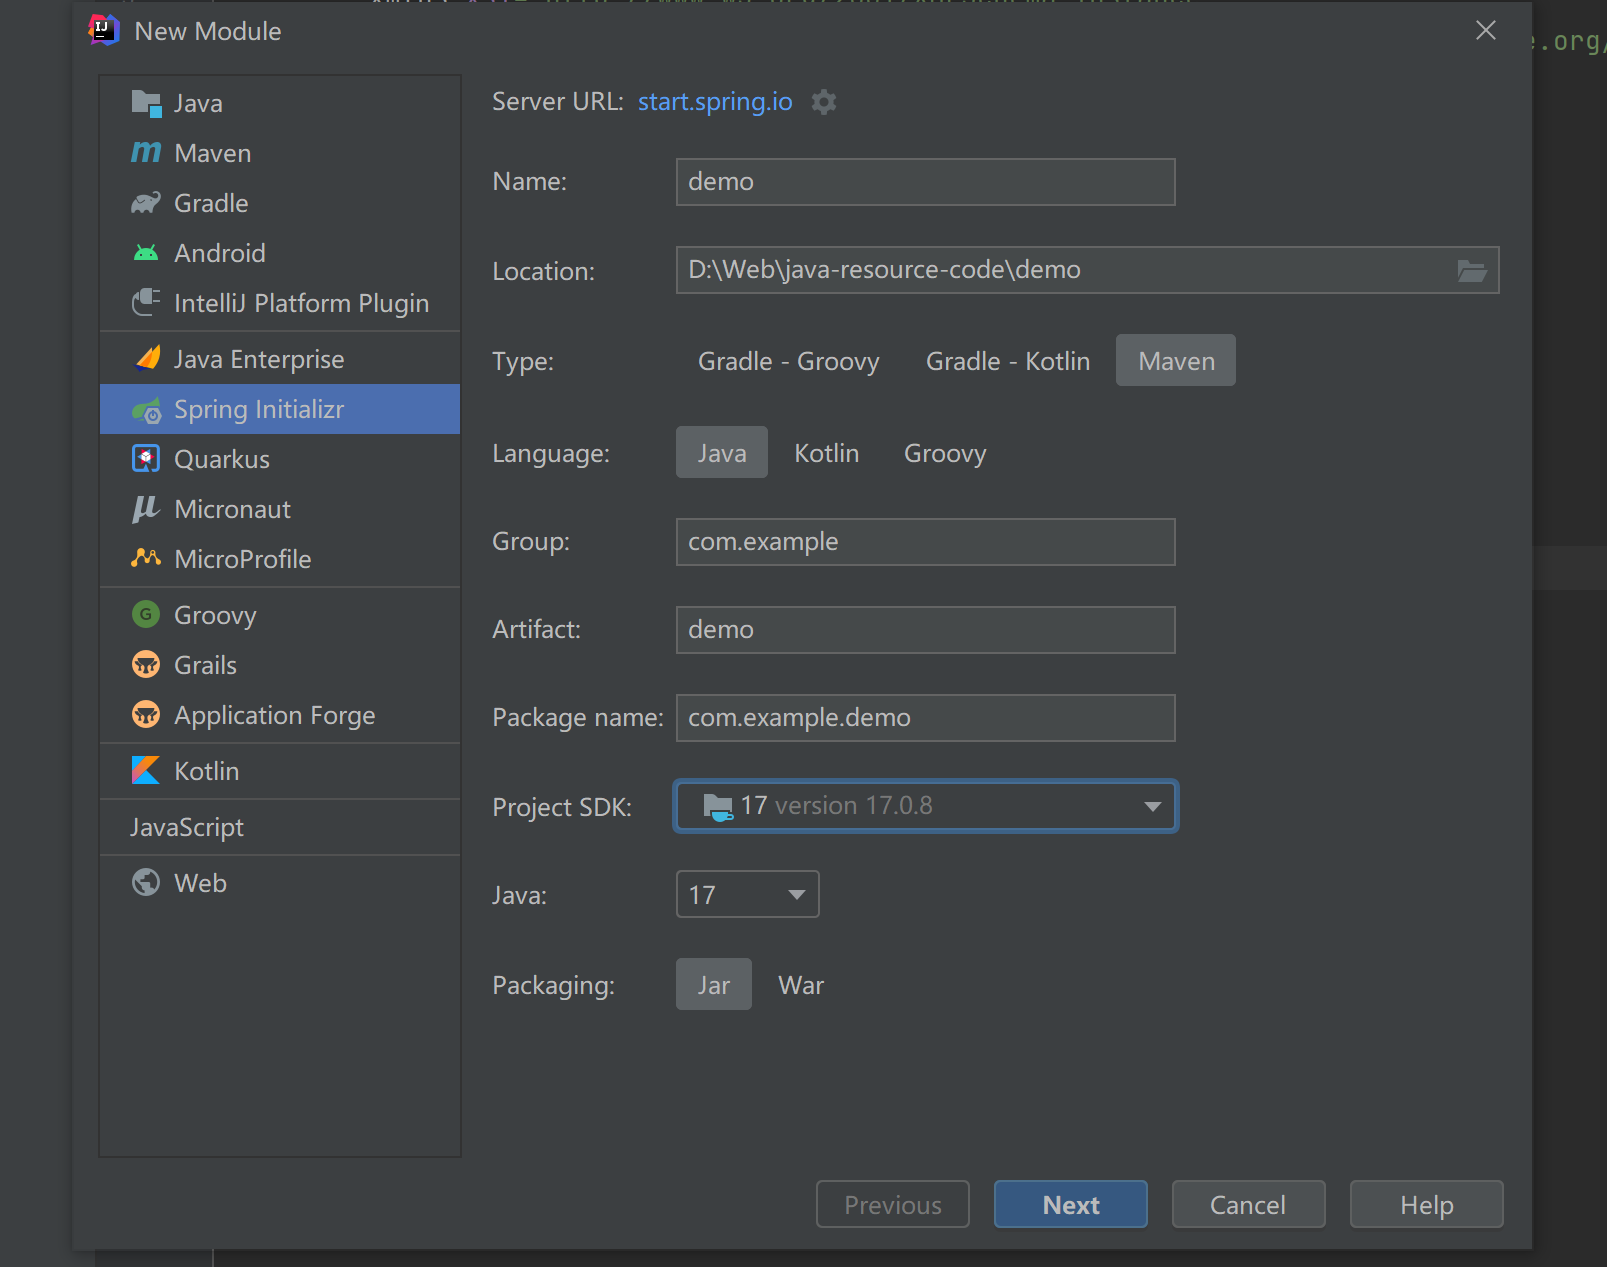 New Module
e.org/
Java
Maven
Gradle
Android
IntelliJ Platform Plugin
Java Enterprise
Spring Initializr
Quarkus
Micronaut
MicroProfile
Groovy
Grails
Application Forge
Kotlin
JavaScript
Web
Server URL: start.spring.io
Name: demo
Location: D:\Web\java-resource-code\demo
Type: Gradle - Groovy Gradle - Kotlin Maven
Language: Java Kotlin Groovy
Group: com.example
Artifact: demo
Package name: com.example.demo
Project SDK: 17 version 17.0.8
Java: 17
Packaging: Jar War
Previous Next Cancel Help